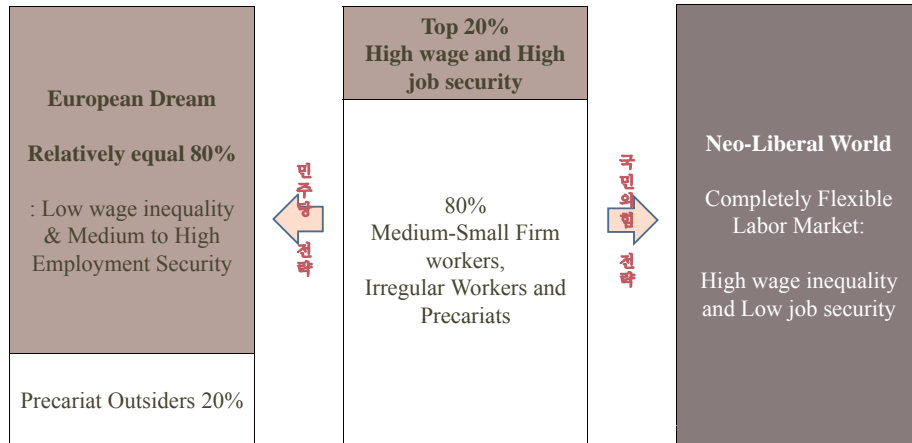 European Dream
Relatively equal 80%
: Low wage inequality
& Medium to High
Employment Security
Precariat Outsiders 20%
민주당 전략
Top 20%
High wage and High
job security
80%
Medium-Small Firm
workers,
Irregular Workers and
Precariats
국민의힘 전략
Neo-Liberal World
Completely Flexible
Labor Market:
High wage inequality
and Low job security